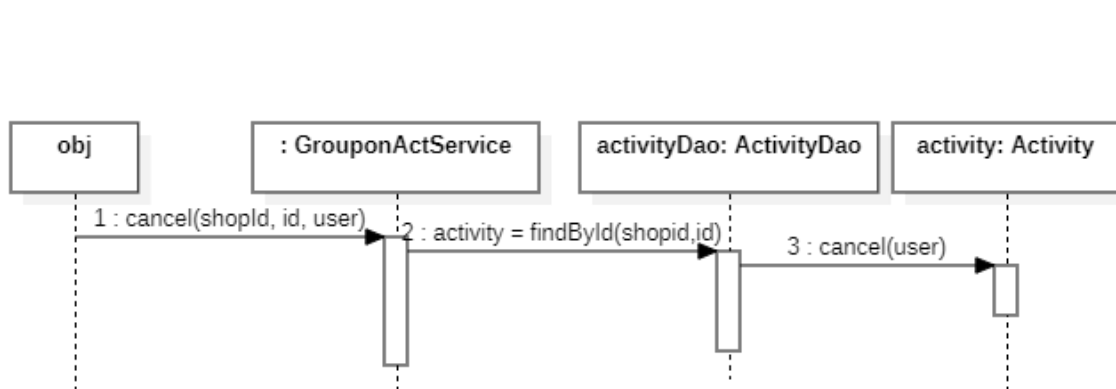 obj
: GrouponActService
activityDao: ActivityDao
activity: Activity
1 : cancel(shopId, id, user)
2 : activity = findById(shopid,id)
3 : cancel(user)